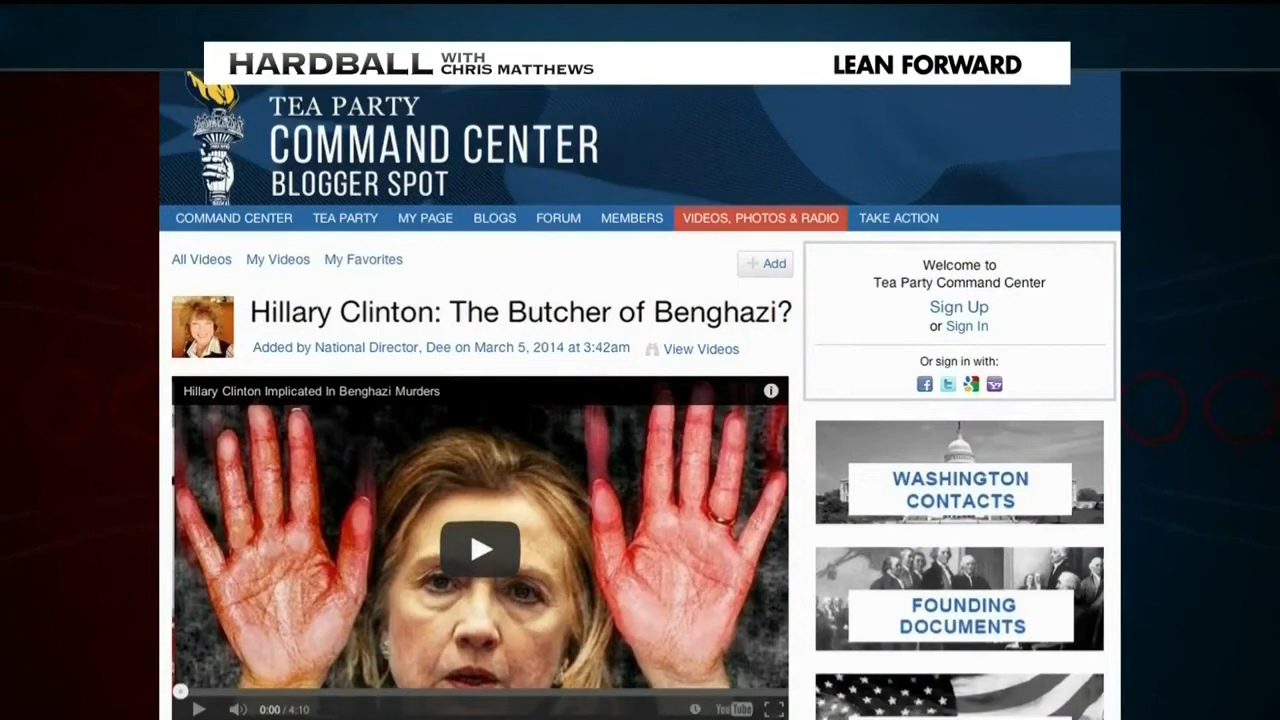 HARDBALL WITH CHRIS MATTHEWS
LEAN FORWARD
TEA PARTY
COMMAND CENTER
BLOGGER SPOT
COMMAND CENTER TEA PARTY MY PAGE BLOGS FORUM MEMBERS VIDEOS, PHOTOS & RADIO TAKE ACTION
All Videos My Videos My Favorites
+ Add
Hillary Clinton: The Butcher of Benghazi?
Added by National Director, Dee on March 5, 2014 at 3:42am View Videos
Hillary Clinton Implicated In Benghazi Murders
0:00 / 4:10
YouTube
Welcome to
Tea Party Command Center
Sign Up
or Sign In
Or sign in with:
WASHINGTON
CONTACTS
FOUNDING
DOCUMENTS